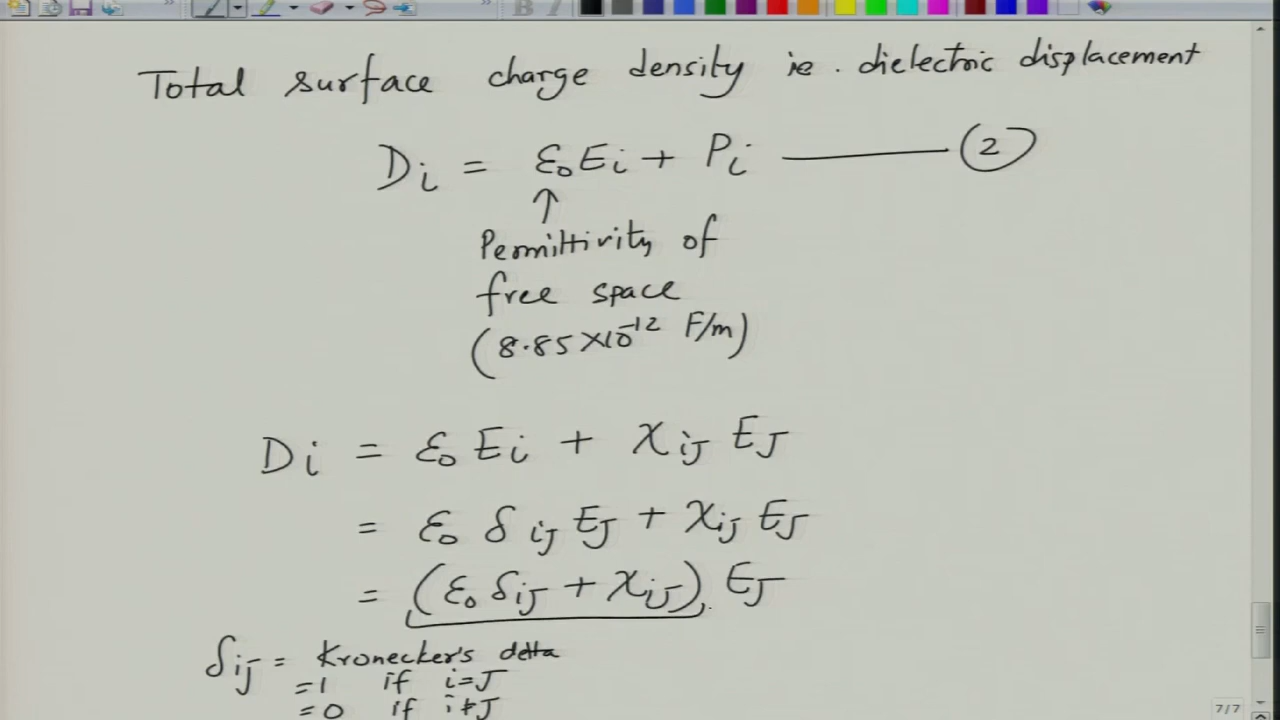 Total surface charge density ie. dielectric displacement
Di = ε₀Ei + Pi ——— (2)
↑
Permittivity of
free space
(8.85×10⁻¹² F/m)
Di = ε₀ Ei + χij EJ
= ε₀ δij EJ + χij EJ
= (ε₀ δij + χij) EJ
δij = Kronecker's delta
=1 if i=J
=0 if i≠J
7/7